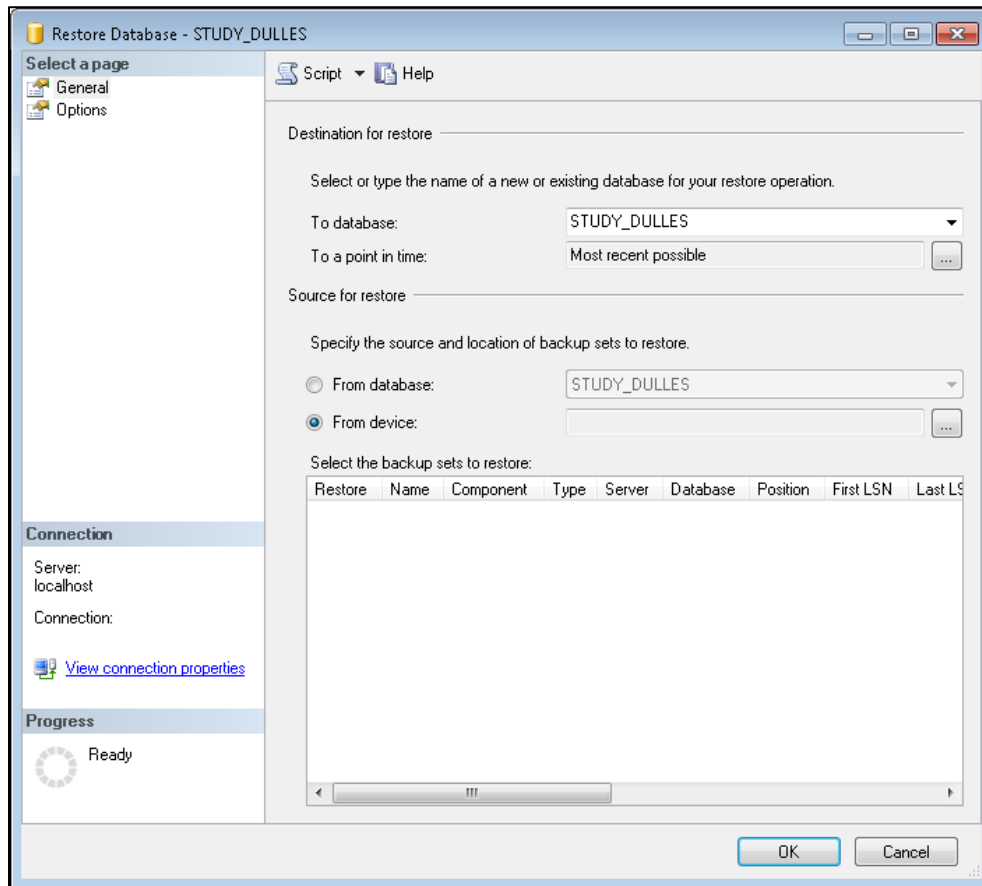 Restore Database - STUDY_DULLES
Select a page
General
Options
Script Help
Destination for restore
Select or type the name of a new or existing database for your restore operation.
To database: STUDY_DULLES
To a point in time: Most recent possible ...
Source for restore
Specify the source and location of backup sets to restore.
From database: STUDY_DULLES
From device: ...
Select the backup sets to restore:
Restore Name Component Type Server Database Position First LSN Last LS
Connection
Server:
localhost
Connection:
View connection properties
Progress
Ready
OK Cancel